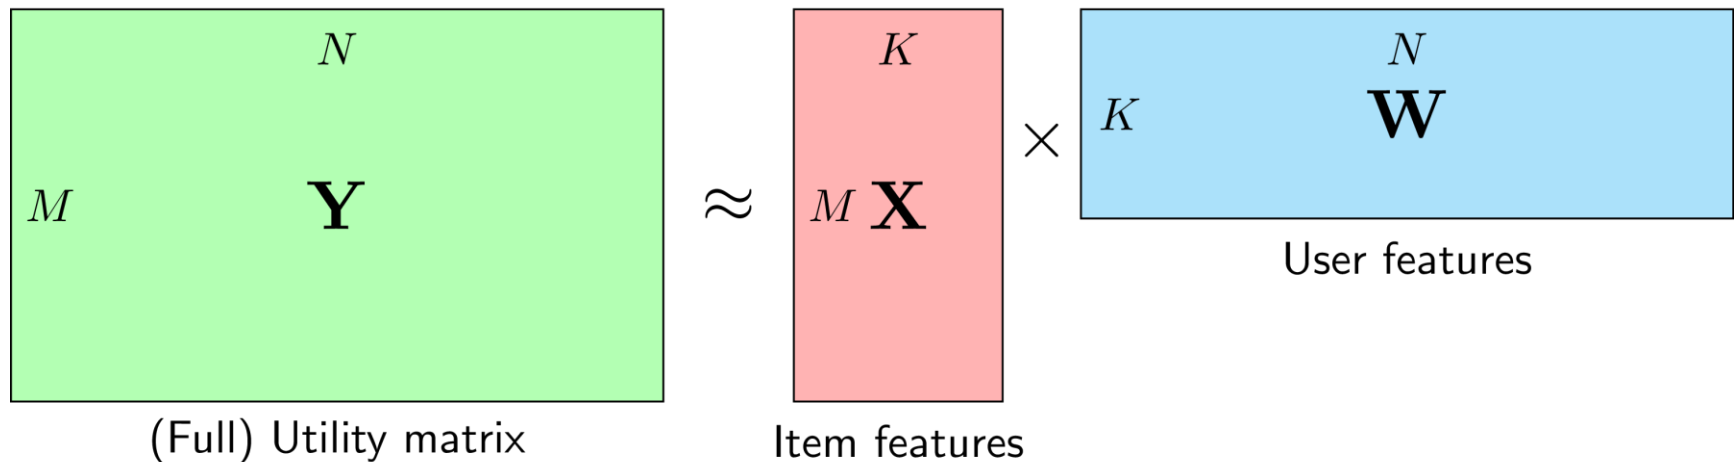 N
M Y
(Full) Utility matrix
≈
K
M X
Item features
×
N
K W
User features